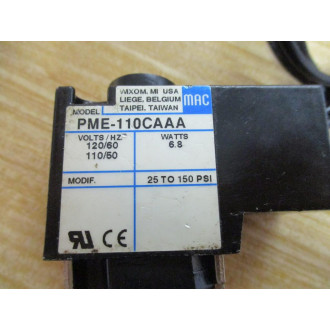 WIXOM, MI USA
LIEGE, BELGIUM
TAIPEI, TAIWAN
MAC
MODEL
PME-110CAAA
VOLTS / HZ. WATTS
120/60 6.8
110/50
MODIF. 25 TO 150 PSI
CE